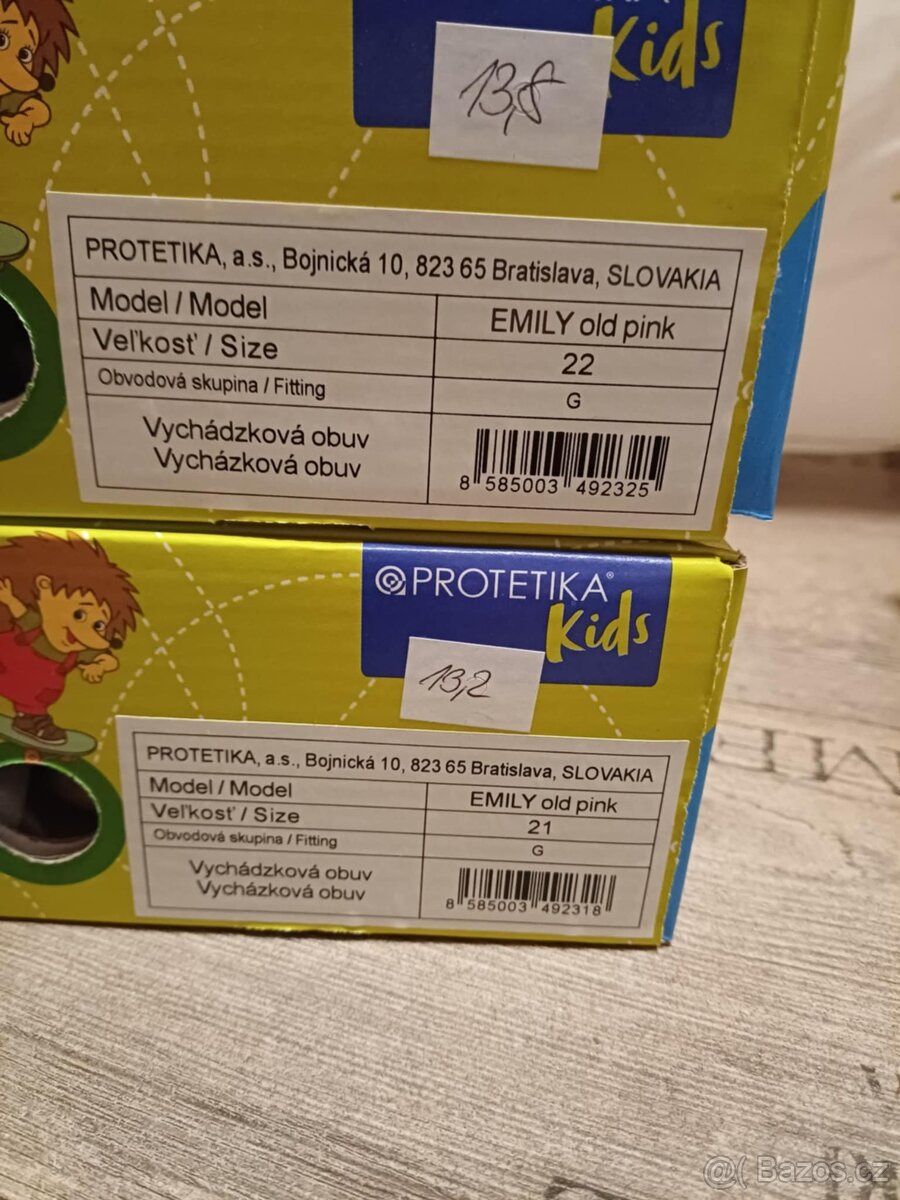 Kids
13,8
PROTETIKA, a.s., Bojnická 10, 823 65 Bratislava, SLOVAKIA
Model / Model EMILY old pink
Veľkosť / Size 22
Obvodová skupina / Fitting G
Vychádzková obuv
Vycházková obuv
8 585003 492325
PROTETIKA®
Kids
13,2
PROTETIKA, a.s., Bojnická 10, 823 65 Bratislava, SLOVAKIA
Model / Model EMILY old pink
Veľkosť / Size 21
Obvodová skupina / Fitting G
Vychádzková obuv
Vycházková obuv
8 585003 492318
@( Bazos.cz